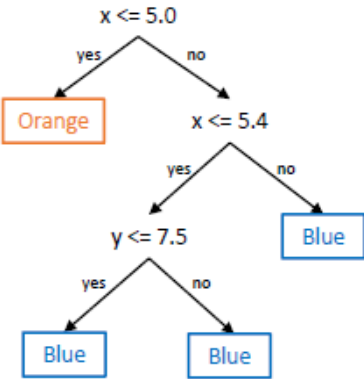 x <= 5.0
yes
no
Orange
x <= 5.4
yes
no
y <= 7.5
Blue
yes
no
Blue
Blue